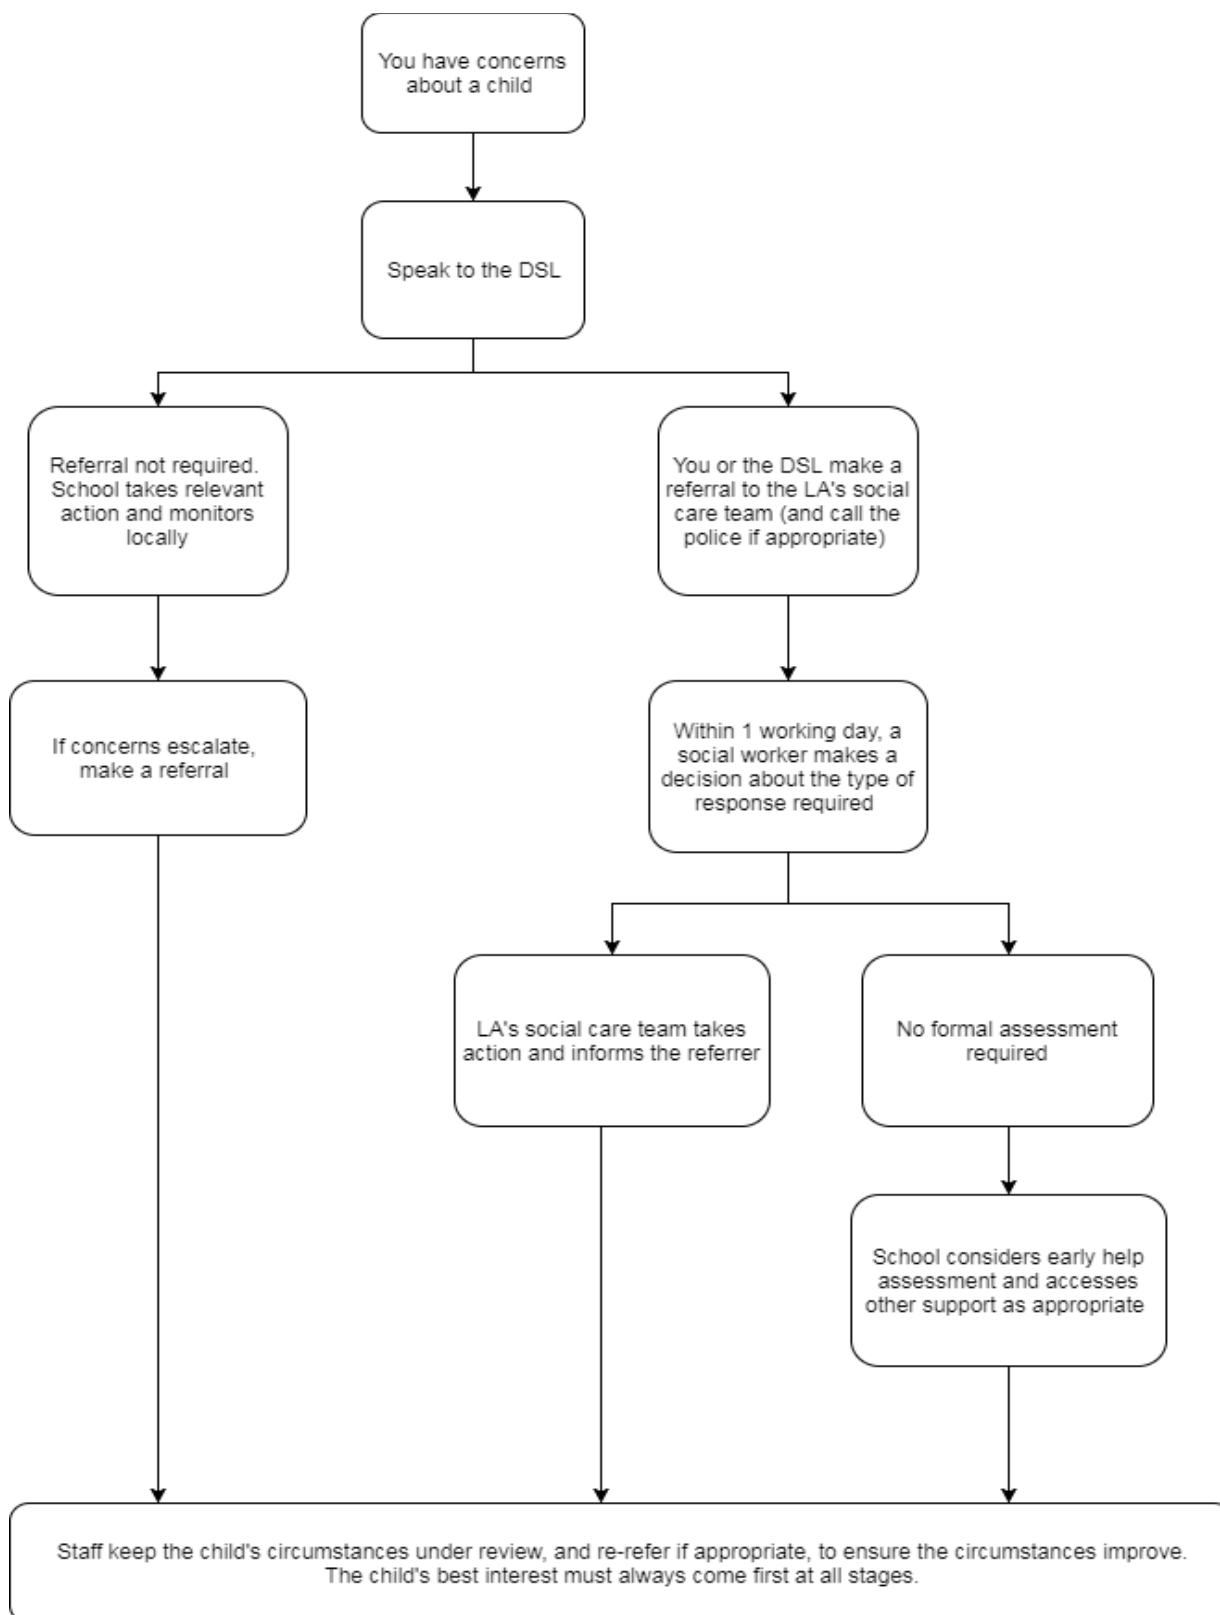 You have concerns
about a child
Speak to the DSL
Referral not required.
School takes relevant
action and monitors
locally
You or the DSL make a
referral to the LA's social
care team (and call the
police if appropriate)
If concerns escalate,
make a referral
Within 1 working day, a
social worker makes a
decision about the type of
response required
LA's social care team takes
action and informs the referrer
No formal assessment
required
School considers early help
assessment and accesses
other support as appropriate
Staff keep the child's circumstances under review, and re-refer if appropriate, to ensure the circumstances improve.
The child's best interest must always come first at all stages.